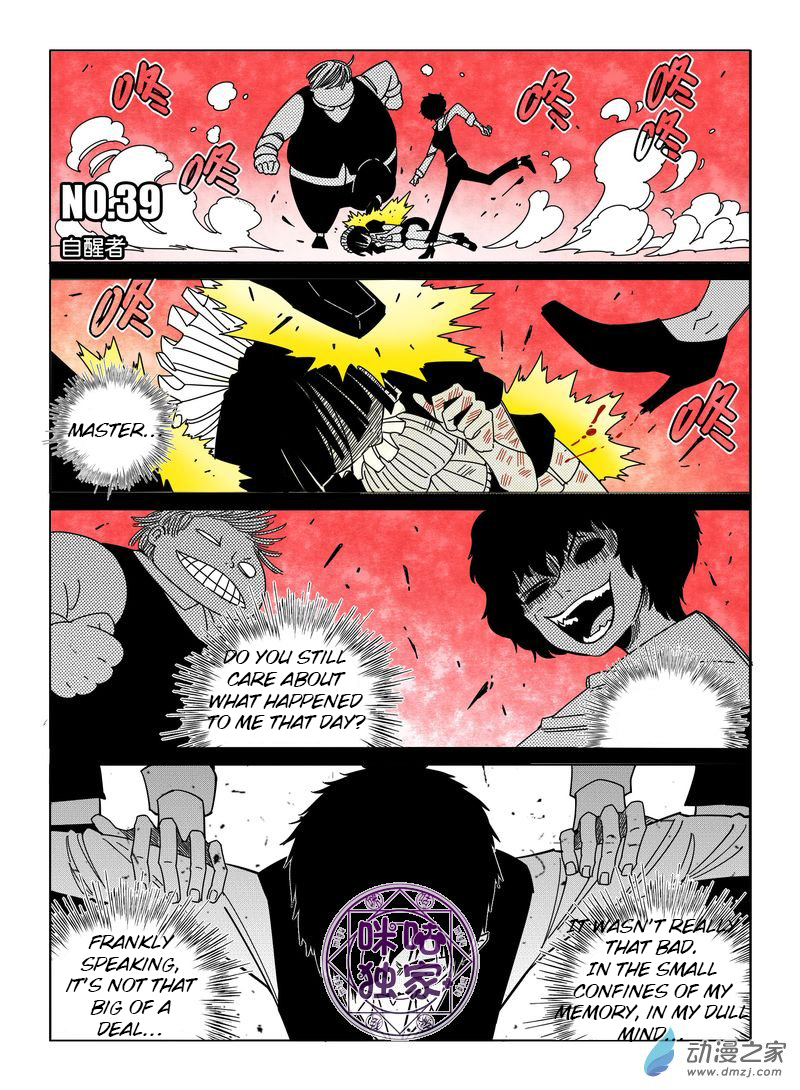 咚
咚
咚
咚
咚
NO.39
自醒者
咚
咚
MASTER...
DO YOU STILL
CARE ABOUT
WHAT HAPPENED
TO ME THAT DAY?
FRANKLY
SPEAKING,
IT'S NOT THAT
BIG OF A
DEAL...
IT WASN'T REALLY
THAT BAD.
IN THE SMALL
CONFINES OF MY
MEMORY, IN MY DULL
MIND...
咪咕
独家
动漫之家
www.dmzj.com